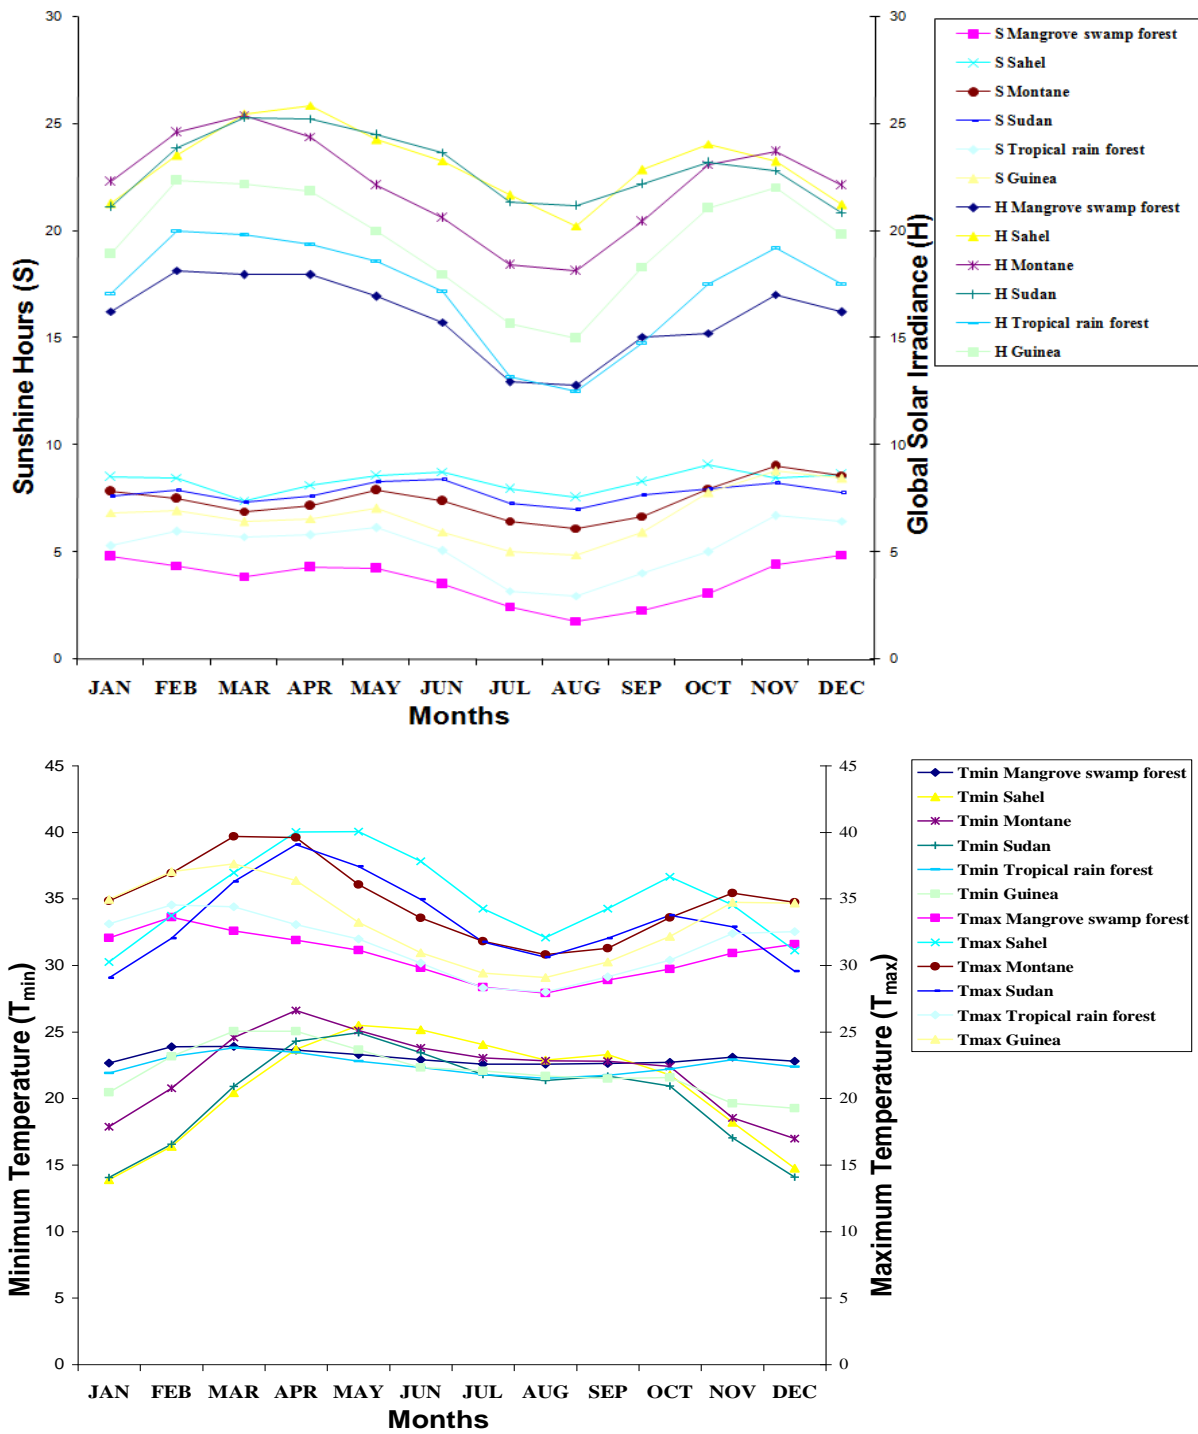 30
25
20
15
10
5
0
Sunshine Hours (S)
30
25
20
15
10
5
0
Global Solar Irradiance (H)
JAN FEB MAR APR MAY JUN JUL AUG SEP OCT NOV DEC
Months
S Mangrove swamp forest
S Sahel
S Montane
S Sudan
S Tropical rain forest
S Guinea
H Mangrove swamp forest
H Sahel
H Montane
H Sudan
H Tropical rain forest
H Guinea
45
40
35
30
25
20
15
10
5
0
Minimum Temperature (Tmin)
45
40
35
30
25
20
15
10
5
0
Maximum Temperature (Tmax)
JAN FEB MAR APR MAY JUN JUL AUG SEP OCT NOV DEC
Months
Tmin Mangrove swamp forest
Tmin Sahel
Tmin Montane
Tmin Sudan
Tmin Tropical rain forest
Tmin Guinea
Tmax Mangrove swamp forest
Tmax Sahel
Tmax Montane
Tmax Sudan
Tmax Tropical rain forest
Tmax Guinea